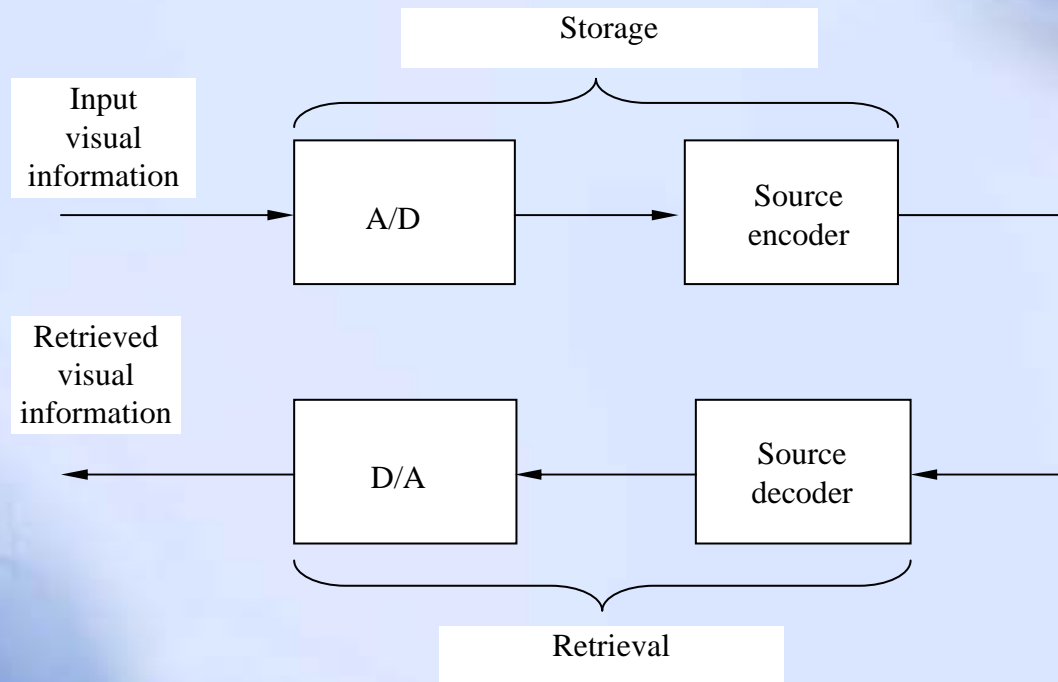 Storage
Input
visual
information
A/D
Source
encoder
Retrieved
visual
information
D/A
Source
decoder
Retrieval